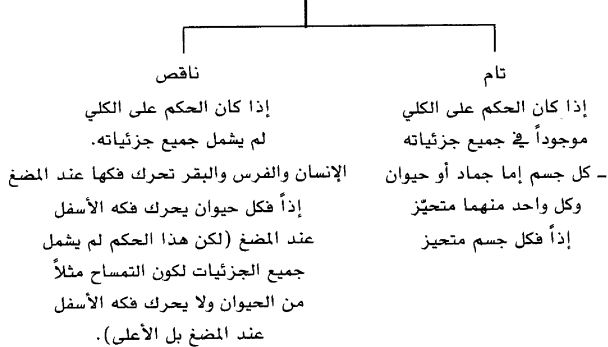 تام
إذا كان الحكم على الكلي
موجوداً في جميع جزئياته
ـ كل جسم إما جماد أو حيوان
وكل واحد منهما متحيّز
إذاً فكل جسم متحيز
ناقص
إذا كان الحكم على الكلي
لم يشمل جميع جزئياته.
الإنسان والفرس والبقر تحرك فكها عند المضغ
إذاً فكل حيوان يحرك فكه الأسفل
عند المضغ (لكن هذا الحكم لم يشمل
جميع الجزئيات لكون التمساح مثلاً
من الحيوان ولا يحرك فكه الأسفل
عند المضغ بل الأعلى).